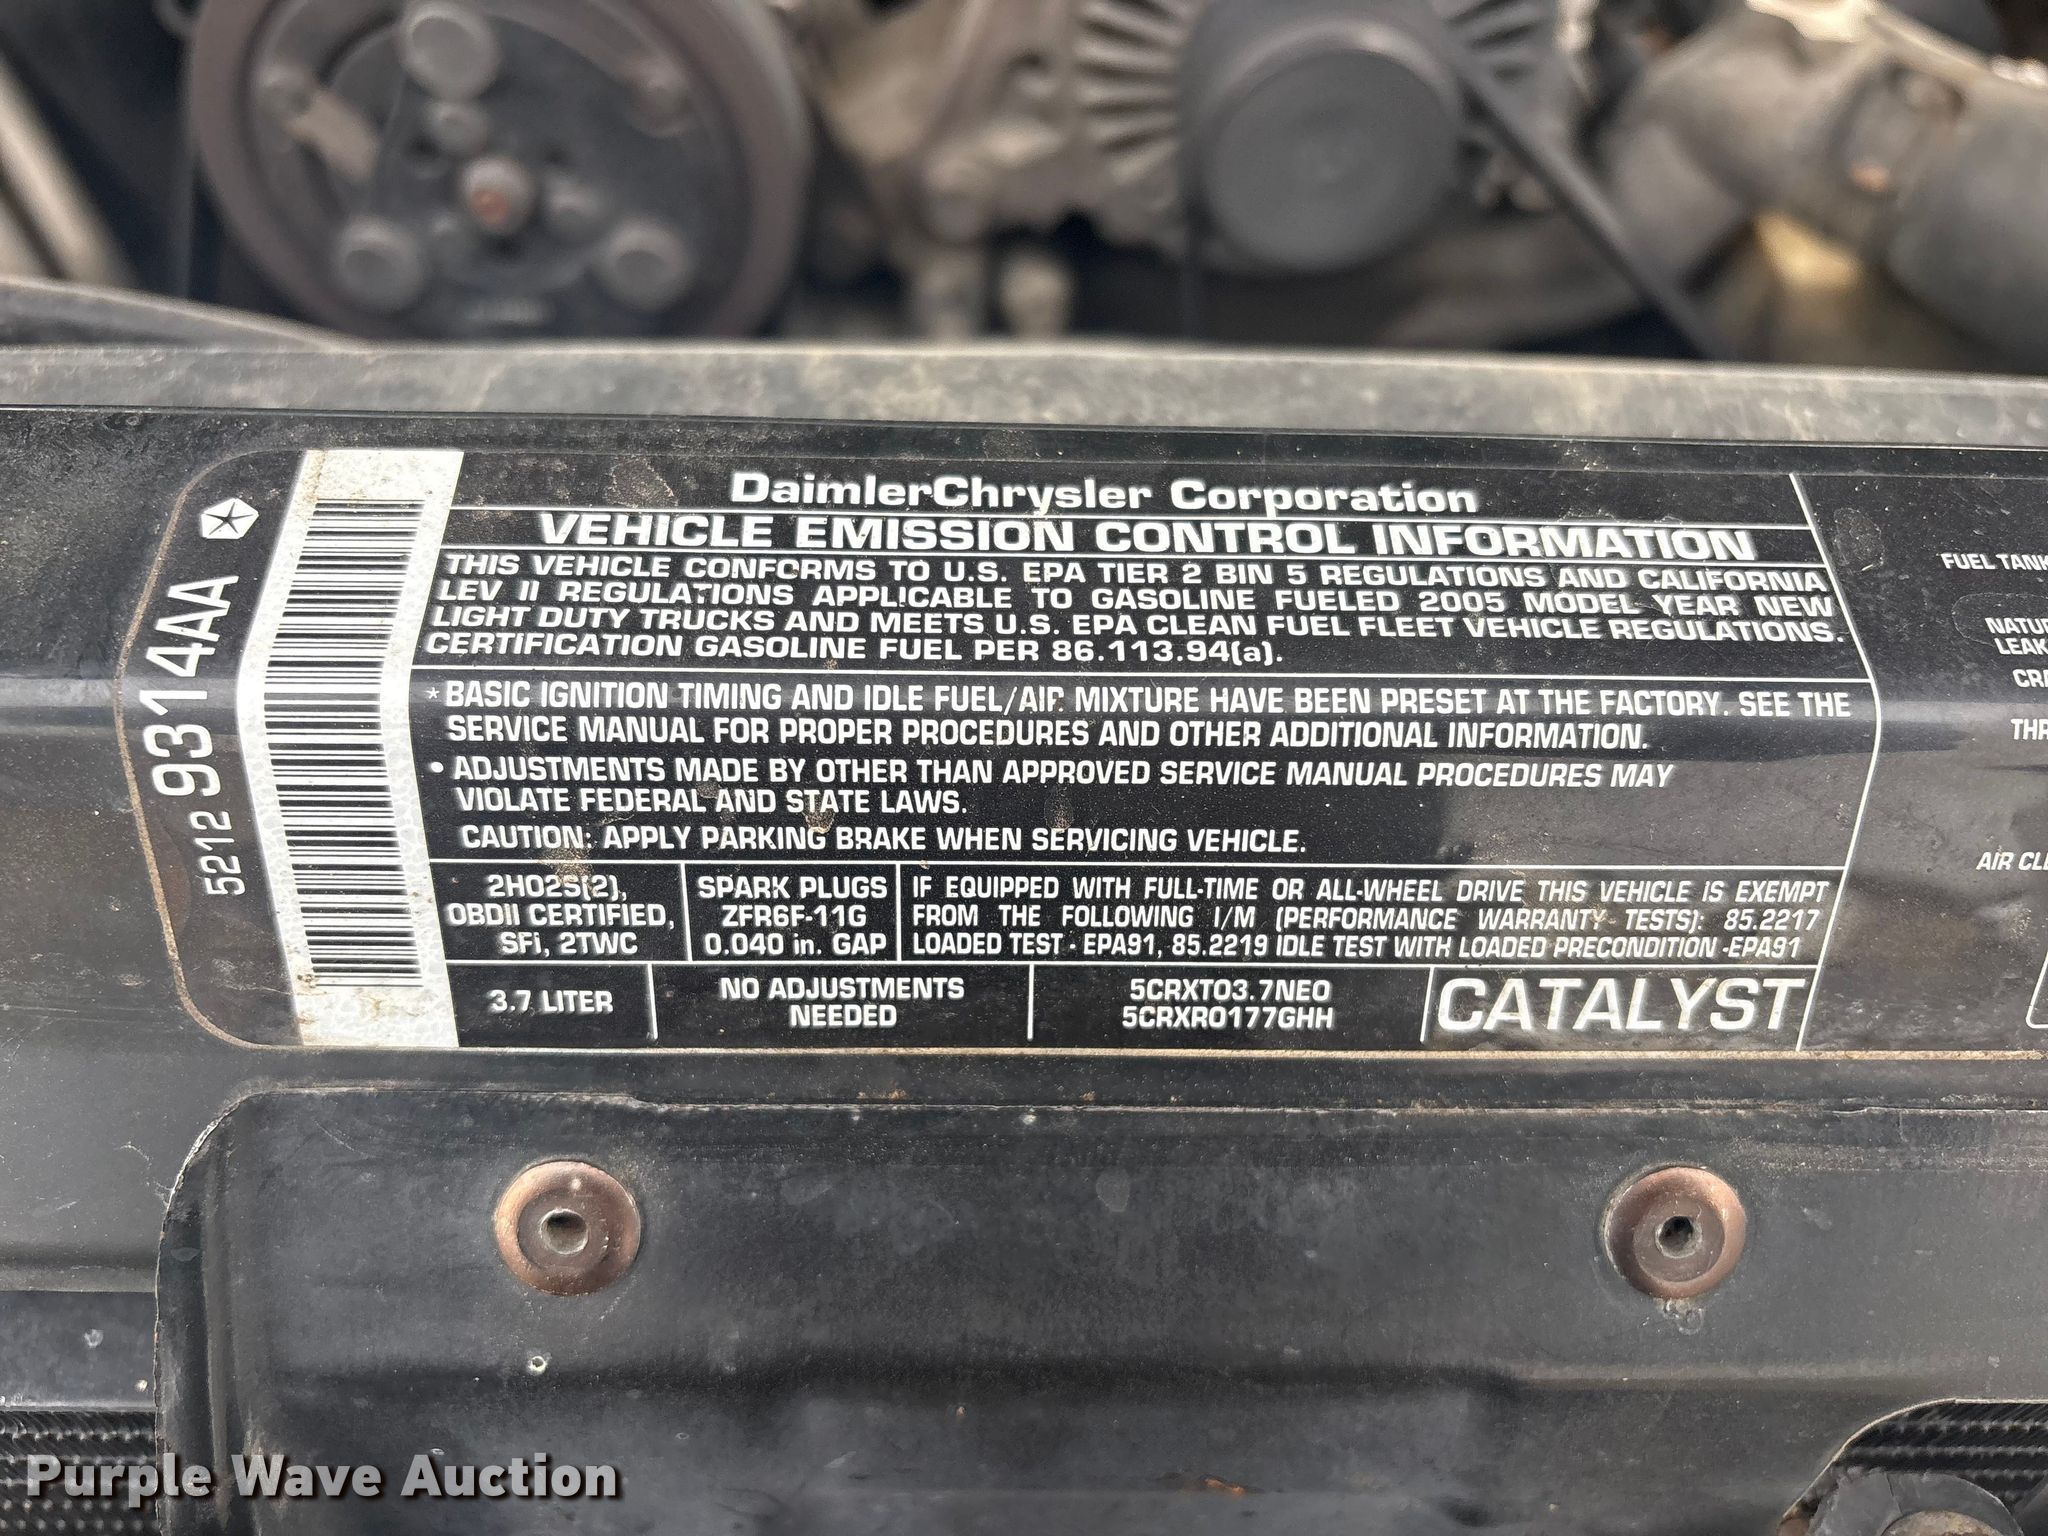 DaimlerChrysler Corporation
VEHICLE EMISSION CONTROL INFORMATION
THIS VEHICLE CONFORMS TO U.S. EPA TIER 2 BIN 5 REGULATIONS AND CALIFORNIA
LEV II REGULATIONS APPLICABLE TO GASOLINE FUELED 2005 MODEL YEAR NEW
LIGHT DUTY TRUCKS AND MEETS U.S. EPA CLEAN FUEL FLEET VEHICLE REGULATIONS.
CERTIFICATION GASOLINE FUEL PER 86.113.94(a).
* BASIC IGNITION TIMING AND IDLE FUEL/AIR MIXTURE HAVE BEEN PRESET AT THE FACTORY. SEE THE
SERVICE MANUAL FOR PROPER PROCEDURES AND OTHER ADDITIONAL INFORMATION.
• ADJUSTMENTS MADE BY OTHER THAN APPROVED SERVICE MANUAL PROCEDURES MAY
VIOLATE FEDERAL AND STATE LAWS.
CAUTION: APPLY PARKING BRAKE WHEN SERVICING VEHICLE.
2HO2S(2),
OBDII CERTIFIED,
SFi, 2TWC
SPARK PLUGS
ZFR6F-11G
0.040 in. GAP
IF EQUIPPED WITH FULL-TIME OR ALL-WHEEL DRIVE THIS VEHICLE IS EXEMPT
FROM THE FOLLOWING I/M (PERFORMANCE WARRANTY TESTS): 85.2217
LOADED TEST - EPA91, 85.2219 IDLE TEST WITH LOADED PRECONDITION -EPA91
3.7 LITER
NO ADJUSTMENTS
NEEDED
5CRXT03.7NE0
5CRXR0177GHH
CATALYST
5212 9314AA
FUEL TANK
NATU
LEAK
CR
THR
AIR CLE
Purple Wave Auction